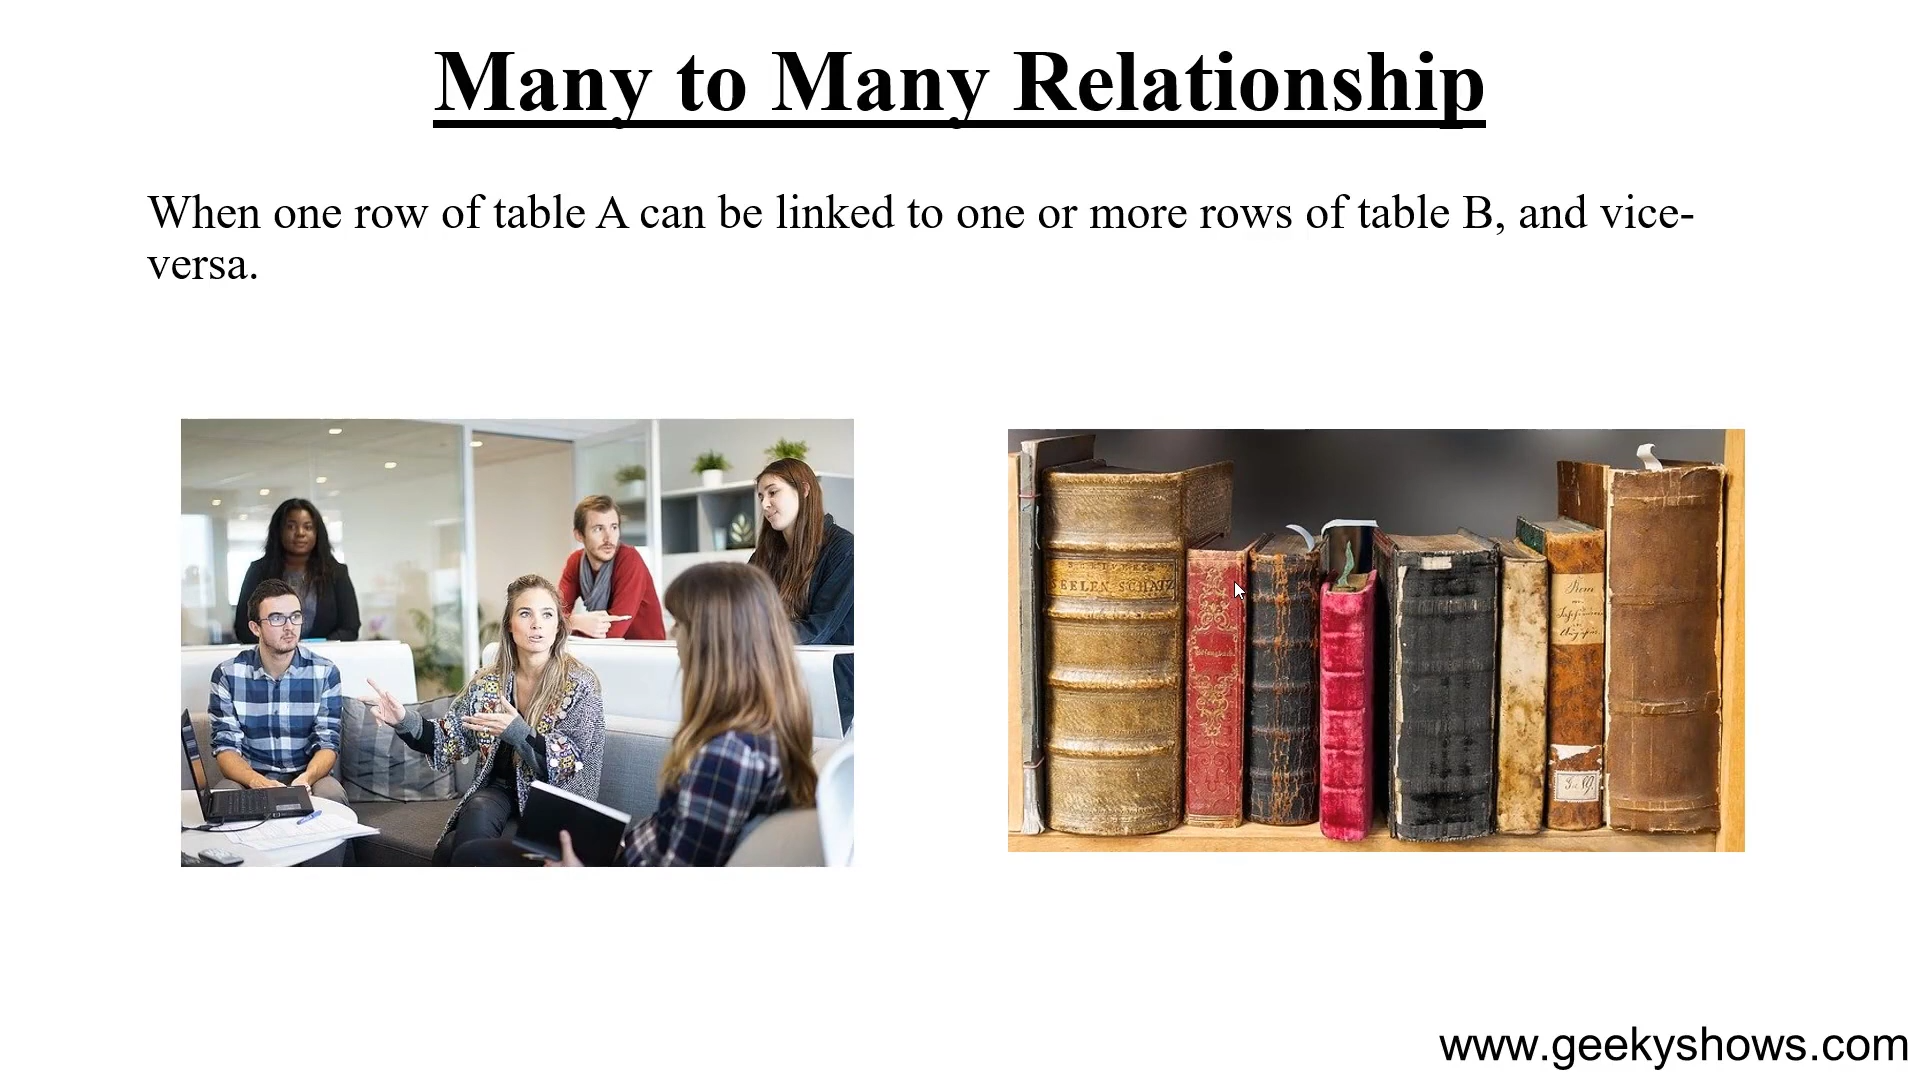 Many to Many Relationship
When one row of table A can be linked to one or more rows of table B, and vice-
versa.
SEELEN SCHATZ
www.geekyshows.com